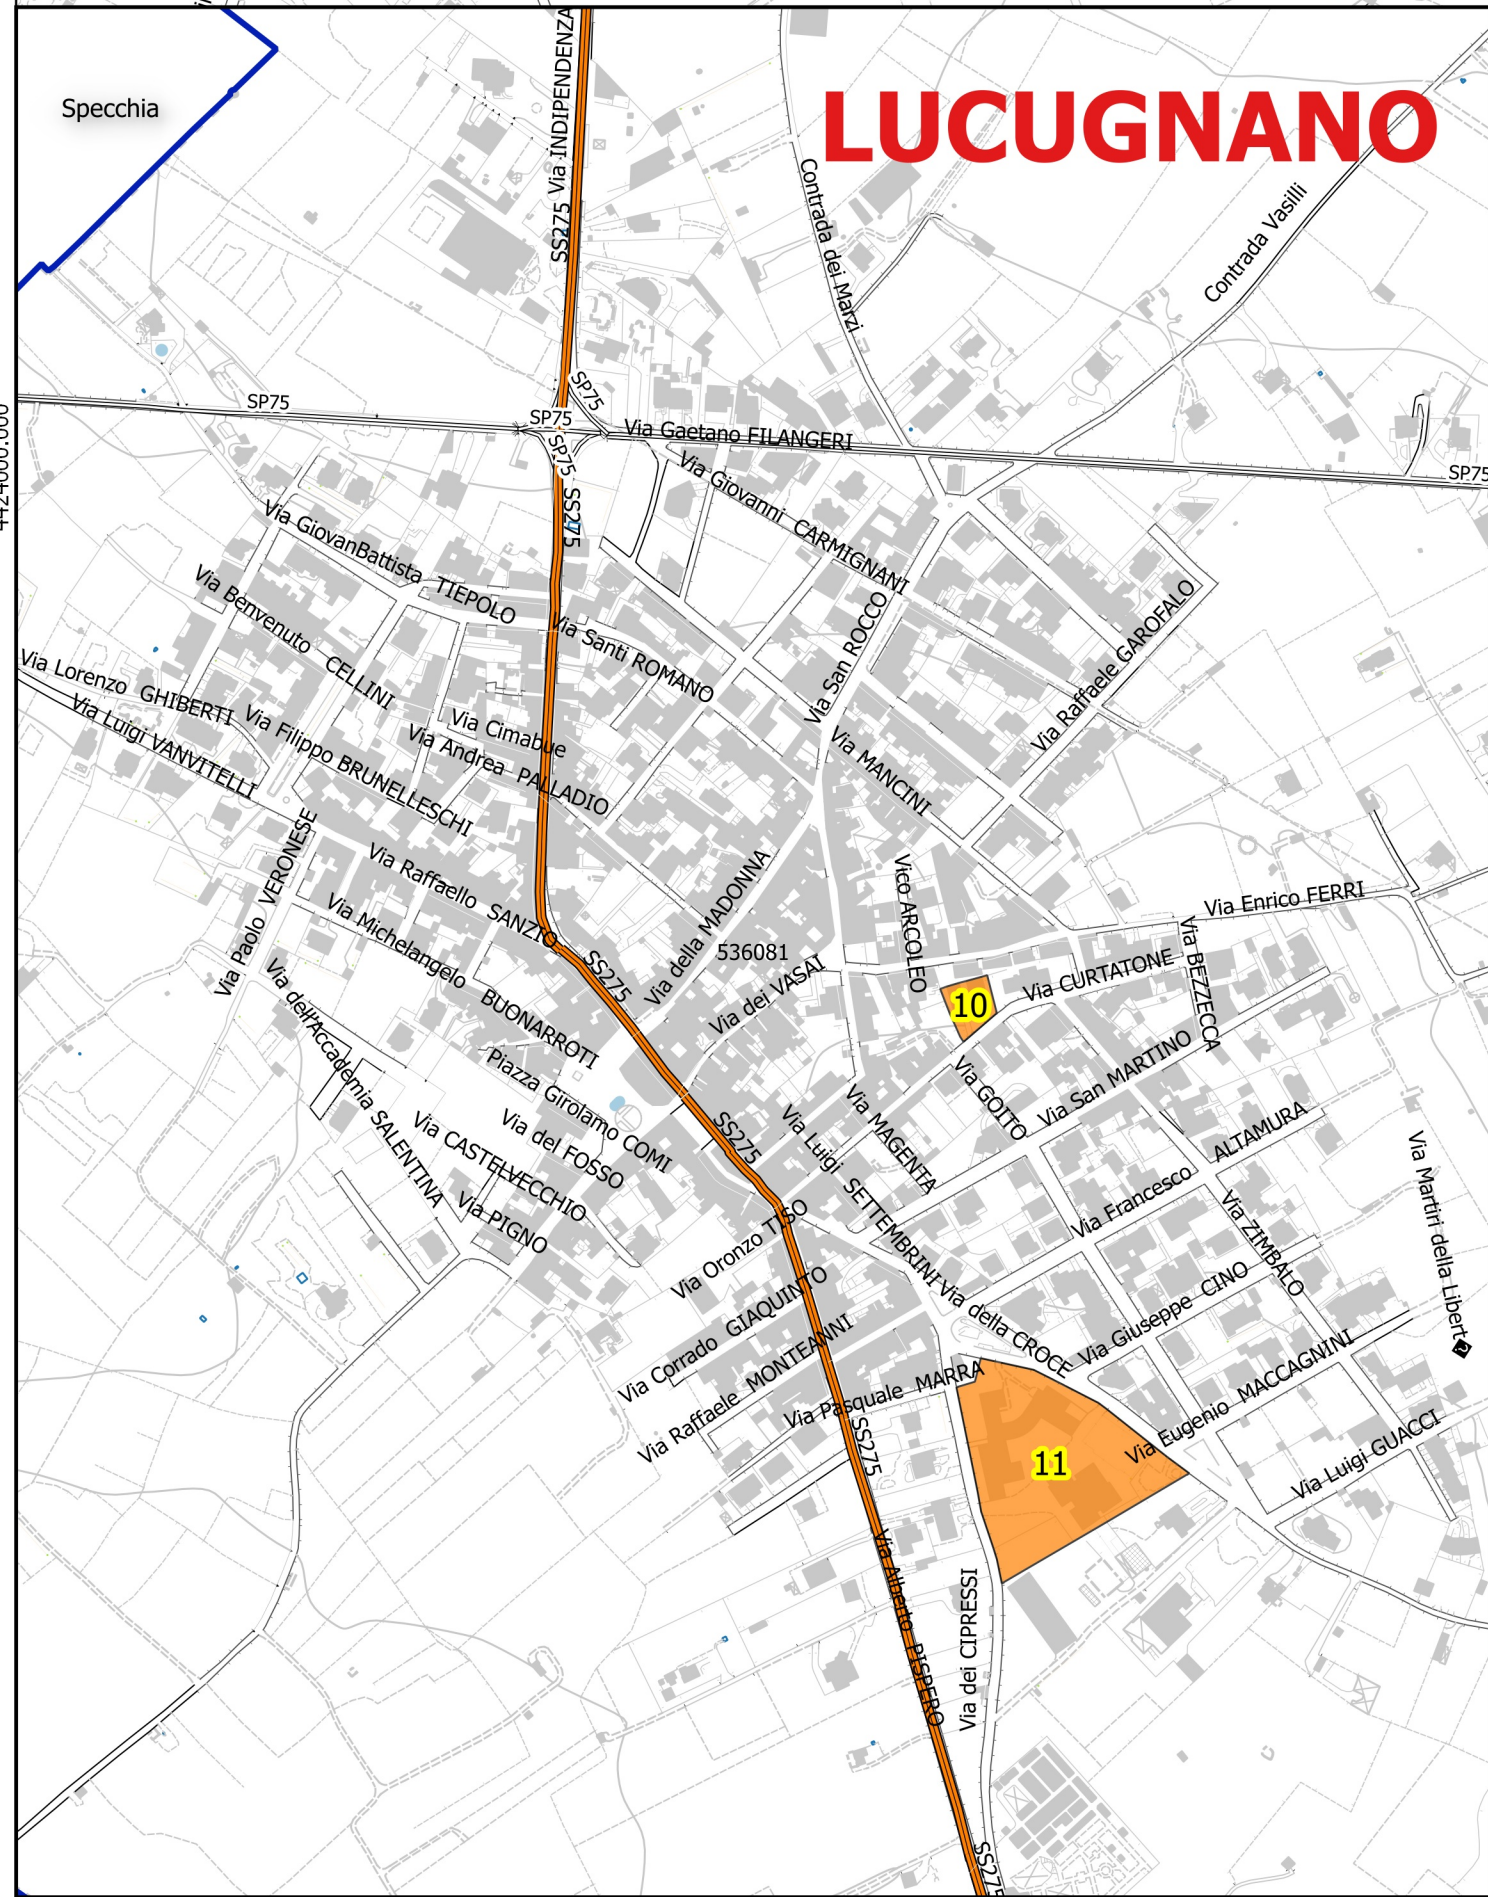 LUCUGNANO
Specchia
Via INDIPENDENZA
SS275
Contrada dei Marzi
Contrada Vasilli
4424000.000
SP75
SP75
SP75
SP75
SP75
SS275
Via Gaetano FILANGERI
Via Giovanni CARMIGNANI
Via GiovanBattista TIEPOLO
Via Benvenuto CELLINI
Via Santi ROMANO
Via San ROCCO
Via Raffaele GAROFALO
Via Lorenzo GHIBERTI
Via Luigi VANVITELLI
Via Filippo BRUNELLESCHI
Via Cimabue
Via Andrea PALLADIO
Via MANCINI
Via Paolo VERONESE
Via Raffaello SANZIO
Via Michelangelo BUONARROTI
Via della MADONNA
Vico ARCOLEO
Via Enrico FERRI
536081
Via dei VASAI
SS275
Via CURTATONE
Via BEZZECCA
10
Via dell'Accademia SALENTINA
Piazza Girolamo COMI
Via del FOSSO
Via CASTELVECCHIO
Via PIGNO
SS275
Via Luigi SETTEMBRINI
Via MAGENTA
Via GOITO
Via San MARTINO
Via Francesco ALTAMURA
Via ZIMBALO
Via Martiri della Libert�
Via Oronzo TISO
Via Corrado GIAQUINTO
Via Raffaele MONTEANNI
Via della CROCE
Via Giuseppe CINO
Via Eugenio MACCAGNINI
Via Pasquale MARRA
Via Luigi GUACCI
SS275
11
Via Alberto PISPERO
Via dei CIPRESSI
SS275